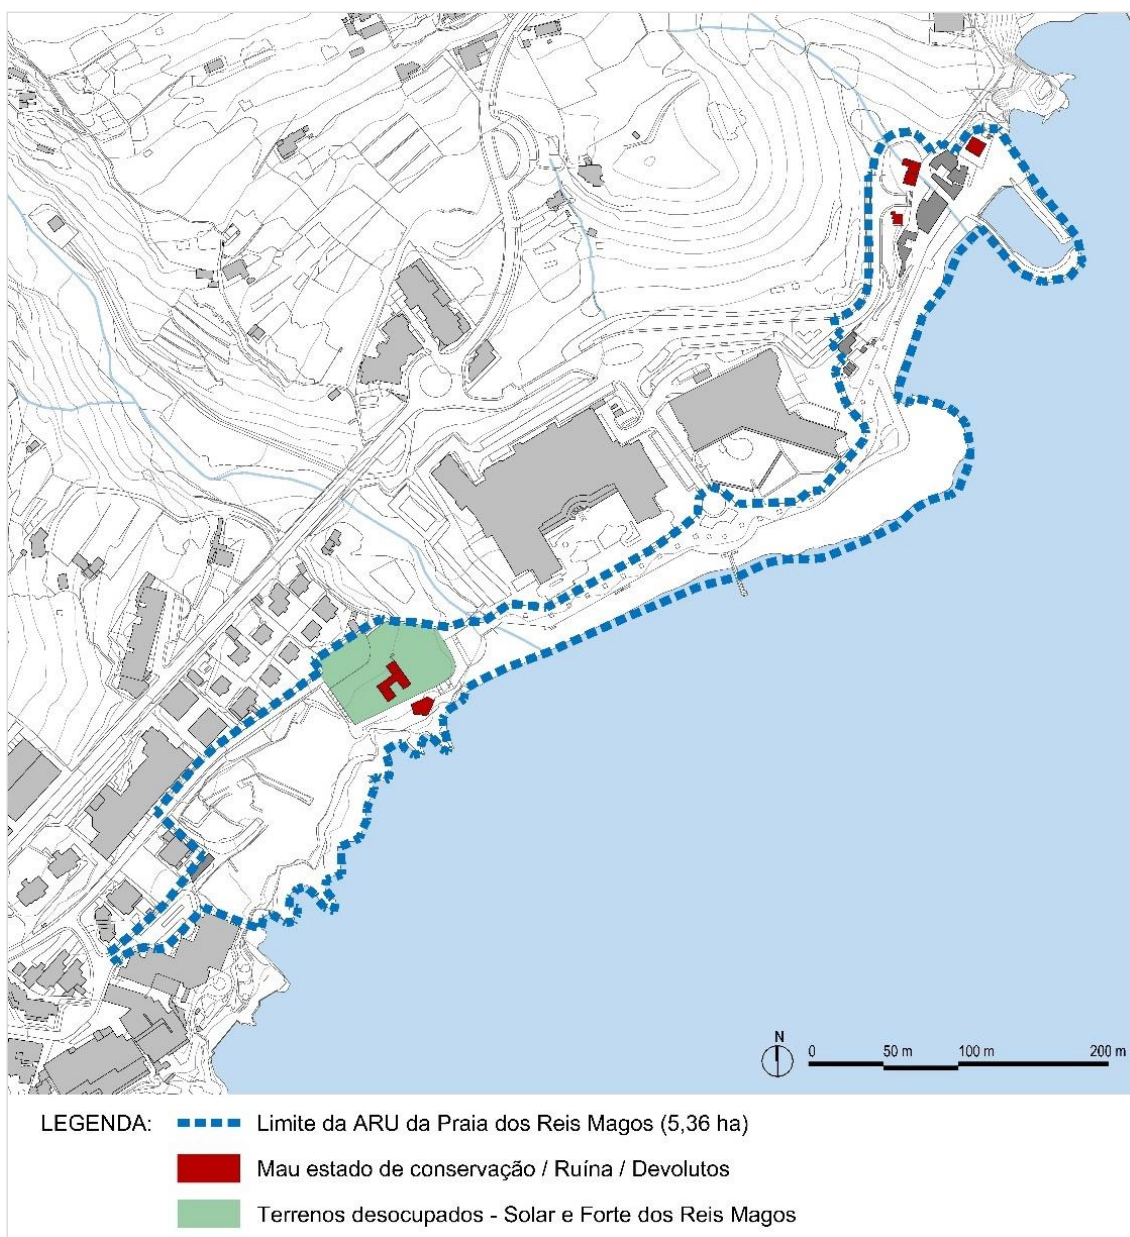 N
0 50 m 100 m 200 m
LEGENDA:
Limite da ARU da Praia dos Reis Magos (5,36 ha)
Mau estado de conservação / Ruína / Devolutos
Terrenos desocupados - Solar e Forte dos Reis Magos